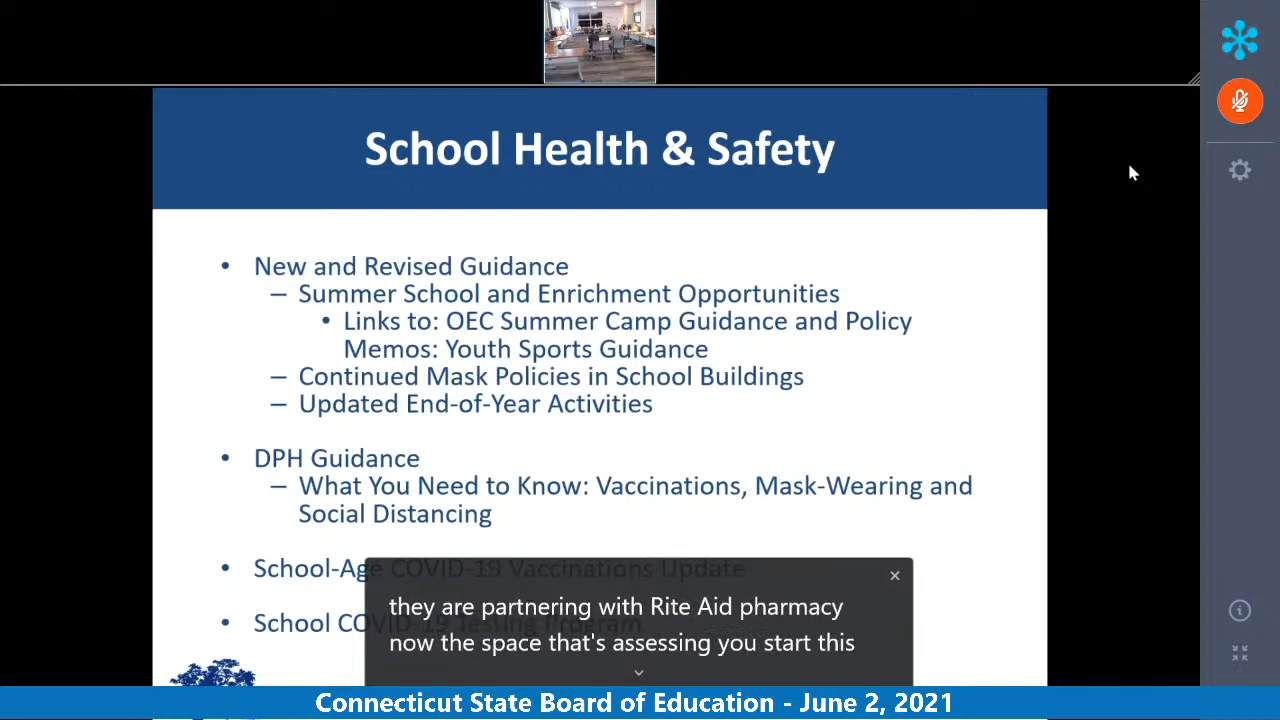 School Health & Safety
• New and Revised Guidance
– Summer School and Enrichment Opportunities
• Links to: OEC Summer Camp Guidance and Policy
Memos: Youth Sports Guidance
– Continued Mask Policies in School Buildings
– Updated End-of-Year Activities
• DPH Guidance
– What You Need to Know: Vaccinations, Mask-Wearing and
Social Distancing
• School-Age COVID-19 Vaccinations Update
• School COVID-19 Testing Program
they are partnering with Rite Aid pharmacy
now the space that's assessing you start this
Connecticut State Board of Education - June 2, 2021